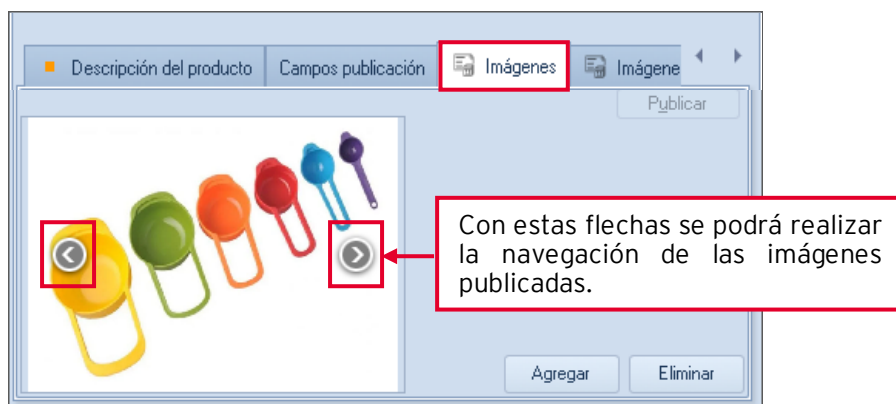 Descripción del producto
Campos publicación
Imágenes
Imágene
Publicar
Con estas flechas se podrá realizar
la navegación de las imágenes
publicadas.
Agregar
Eliminar